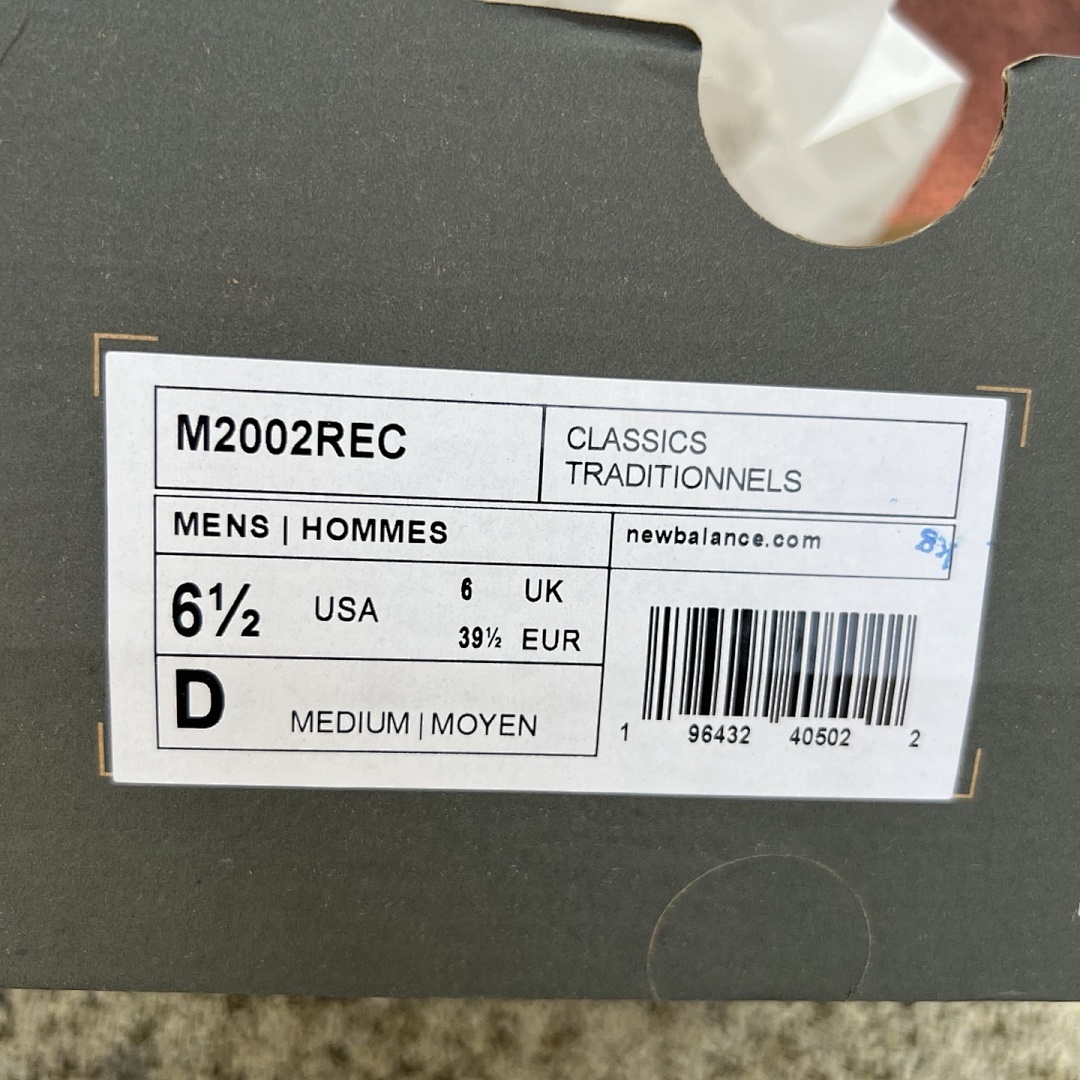 M2002REC
CLASSICS
TRADITIONNELS
MENS | HOMMES
newbalance.com
6½ USA
6 UK
39½ EUR
D MEDIUM | MOYEN
1 96432 40502 2